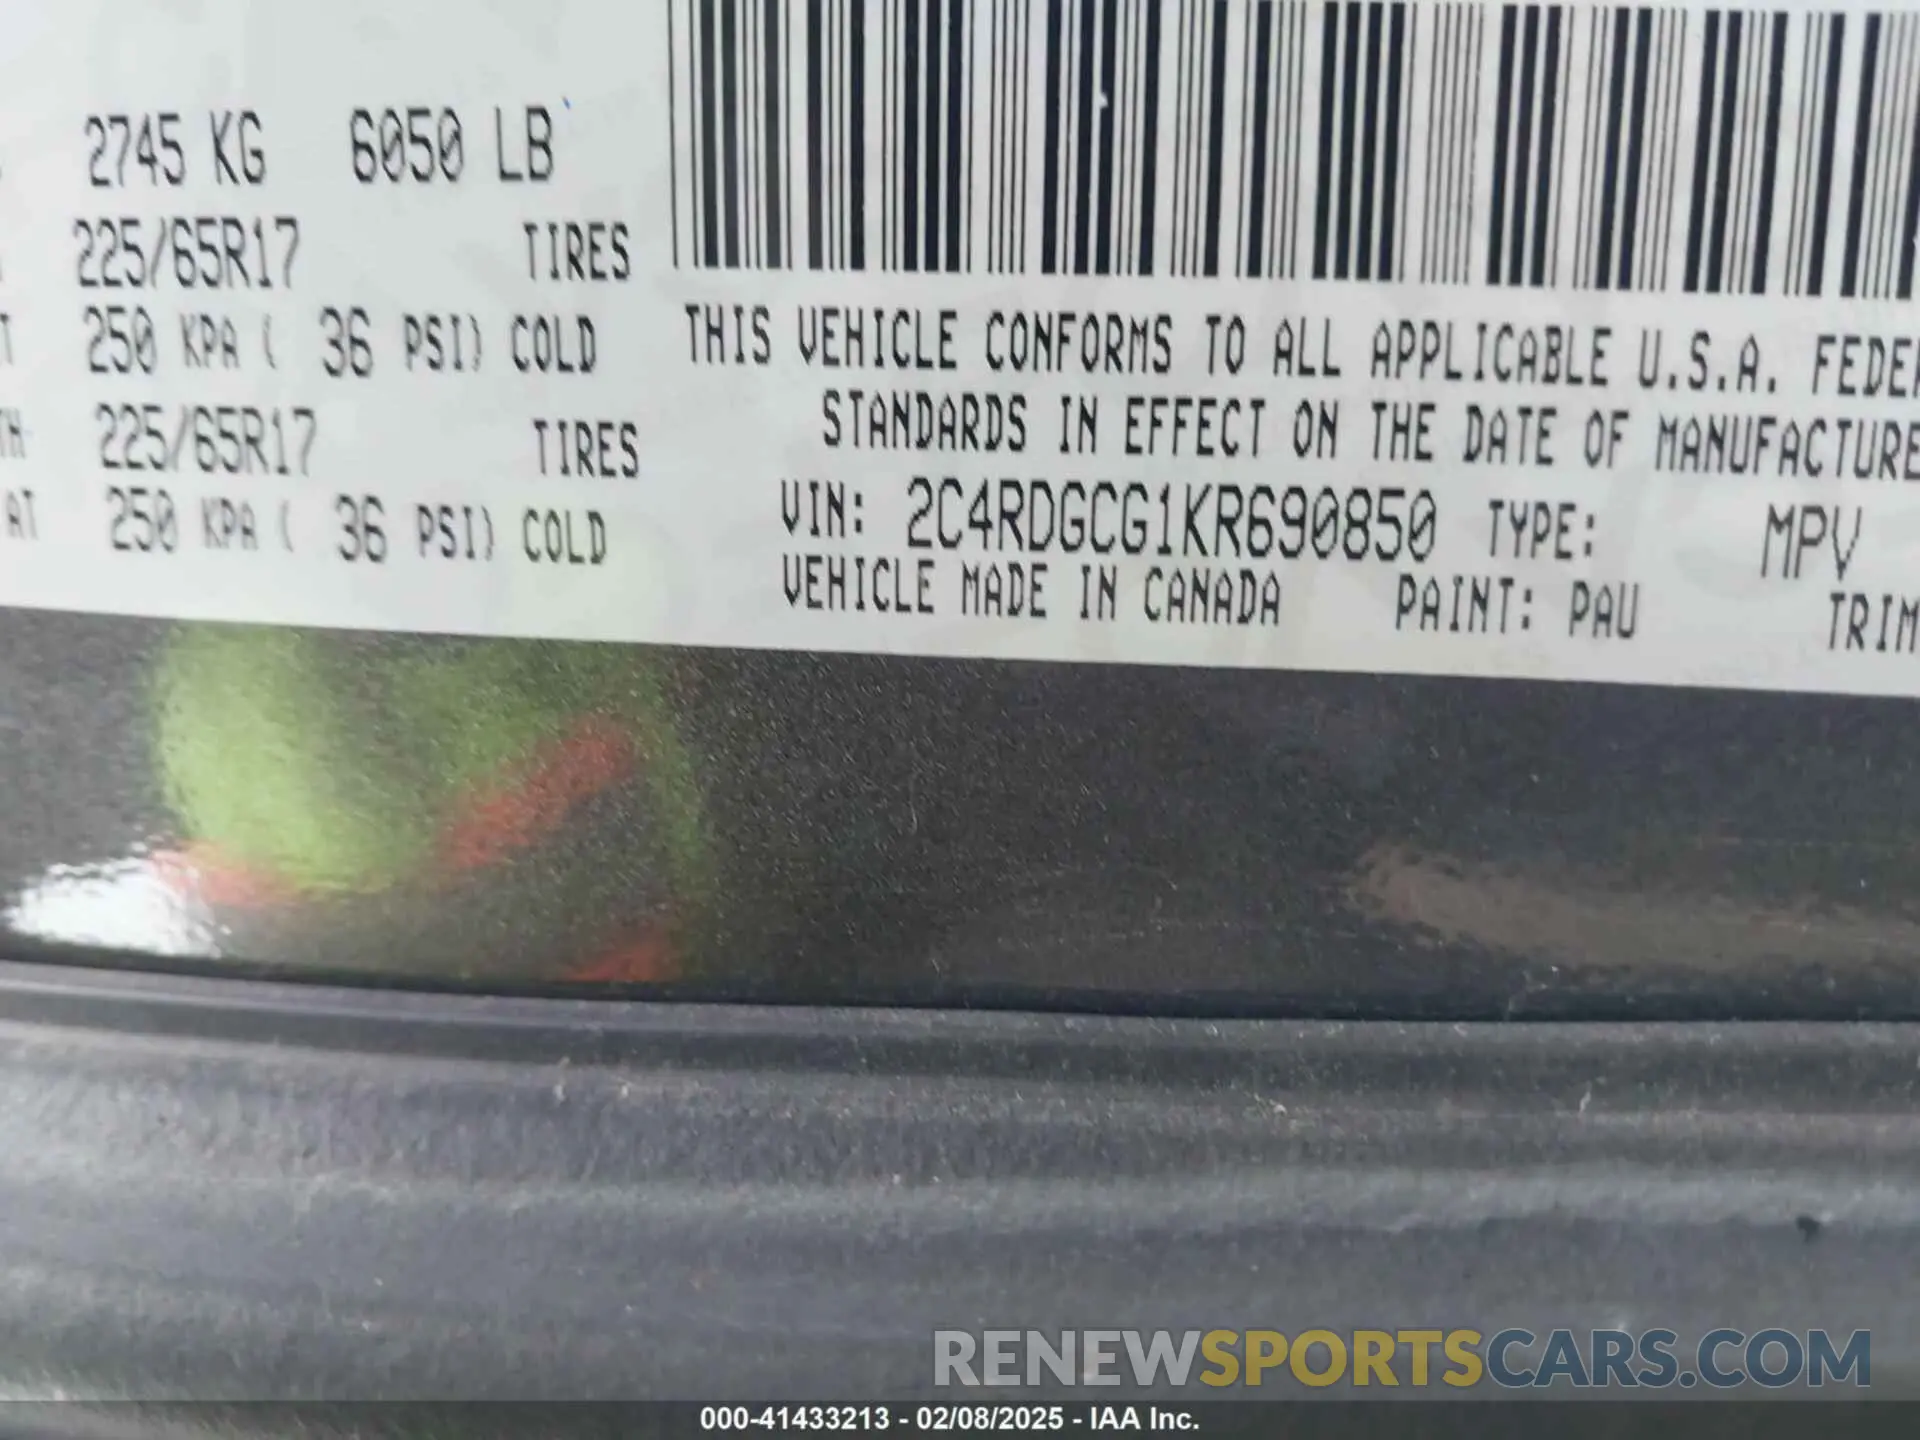 2745 KG 6050 LB
225/65R17 TIRES
250 KPA ( 36 PSI) COLD
225/65R17 TIRES
AT 250 KPA ( 36 PSI) COLD
THIS VEHICLE CONFORMS TO ALL APPLICABLE U.S.A.
STANDARDS IN EFFECT ON THE DATE OF MANUFACTURE
VIN: 2C4RDGCG1KR690850 TYPE: MPV
VEHICLE MADE IN CANADA PAINT: PAU TRIM
RENEWSPORTSCARS.COM
000-41433213 - 02/08/2025 - IAA Inc.